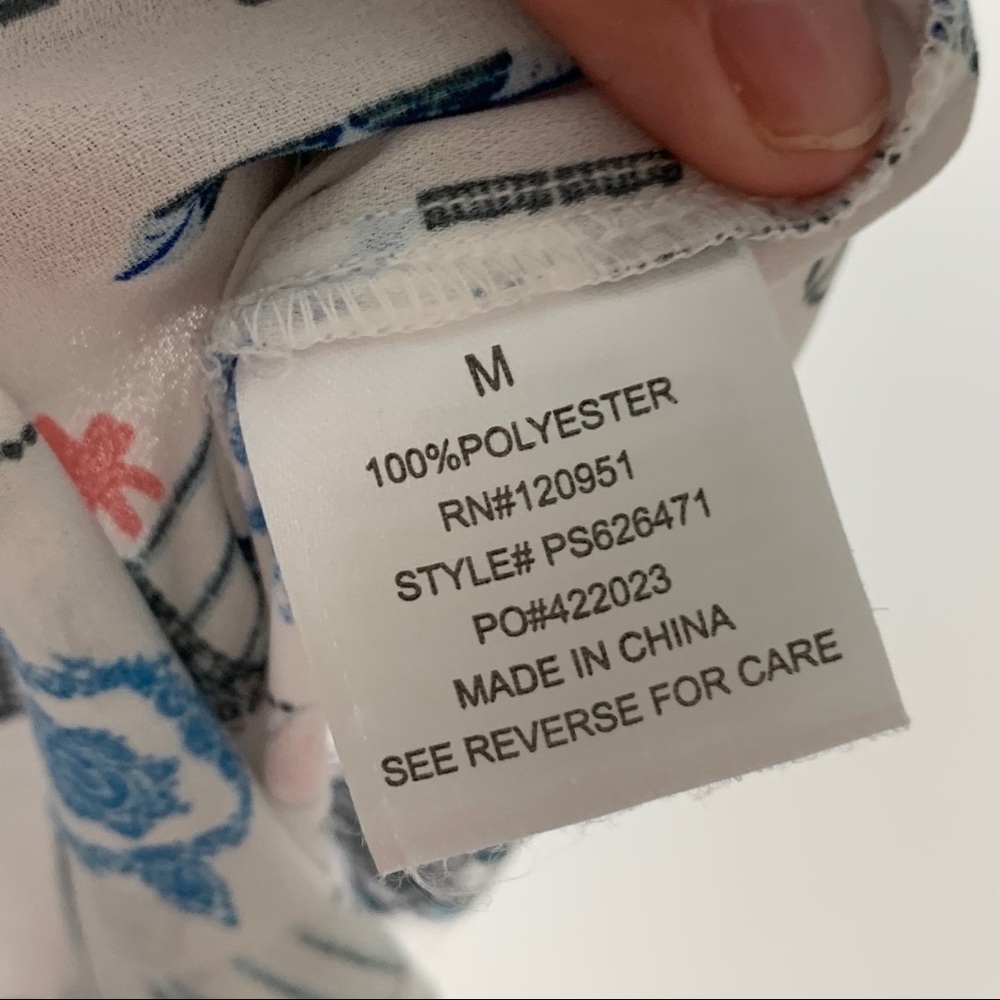 M
100%POLYESTER
RN#120951
STYLE# PS626471
PO#422023
MADE IN CHINA
SEE REVERSE FOR CARE